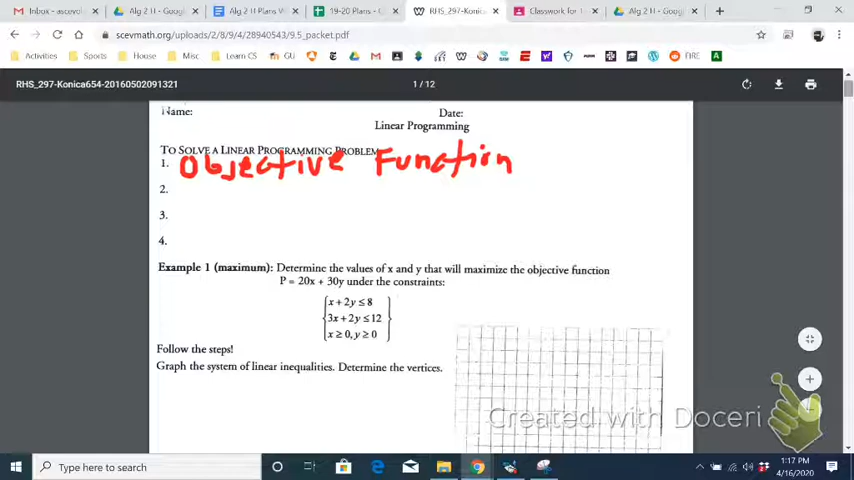 Inbox - ascevol
Alg 2 II - Googl
Alg 2 II Plans W
19-20 Plans -
RHS_297-Konica
Classwork for
Alg 2 II - Googl
scevmath.org/uploads/2/8/9/4/28940543/9.5_packet.pdf
Activities Sports House Misc Learn CS GU FIRE
RHS_297-Konica654-20160502091321
1 / 12
Name:
Date:
Linear Programming
TO SOLVE A LINEAR PROGRAMMING PROBLEM
1. Objective Function
2.
3.
4.
Example 1 (maximum): Determine the values of x and y that will maximize the objective function
P = 20x + 30y under the constraints:
x + 2y ≤ 8
3x + 2y ≤ 12
x ≥ 0, y ≥ 0
Follow the steps!
Graph the system of linear inequalities. Determine the vertices.
Created with Doceri
Type here to search
1:17 PM
4/16/2020